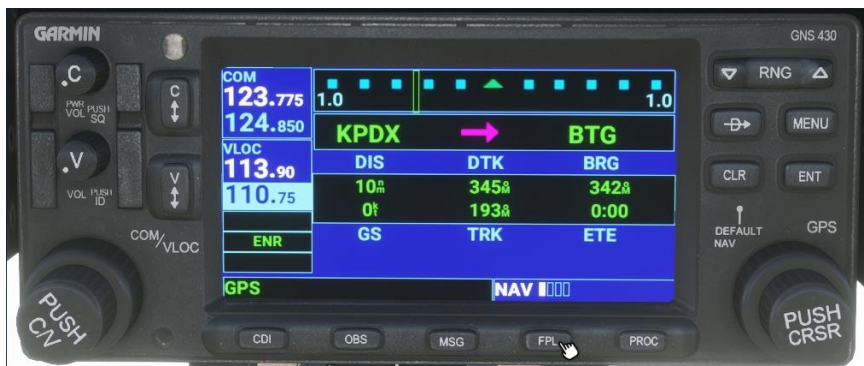 GARMIN
GNS 430
C
PWR VOL PUSH SQ
C
V
VOL PUSH ID
V
COM/VLOC
PUSH C/V
COM
123.775
124.850
VLOC
113.90
110.75
ENR
GPS
1.0 1.0
KPDX BTG
DIS DTK BRG
10nm 345°M 342°M
0kt 193°M 0:00
GS TRK ETE
NAV
RNG
D
MENU
CLR
ENT
DEFAULT NAV
GPS
PUSH CRSR
CDI OBS MSG FPL PROC